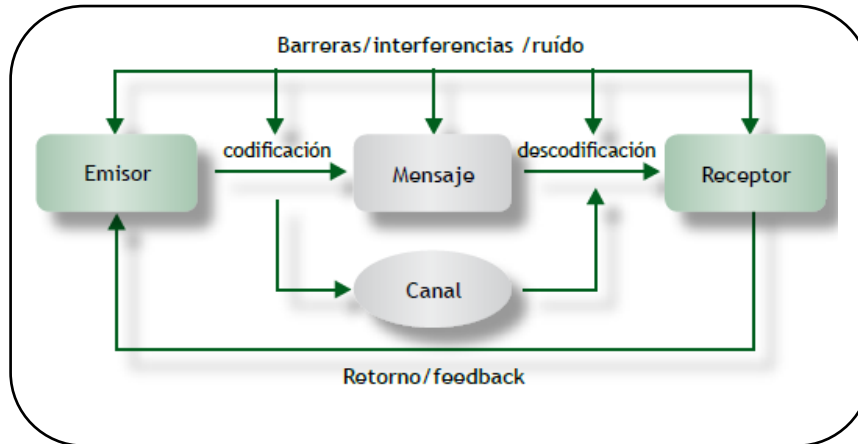 Barreras/interferencias /ruído
codificación
descodificación
Emisor
Mensaje
Receptor
Canal
Retorno/feedback